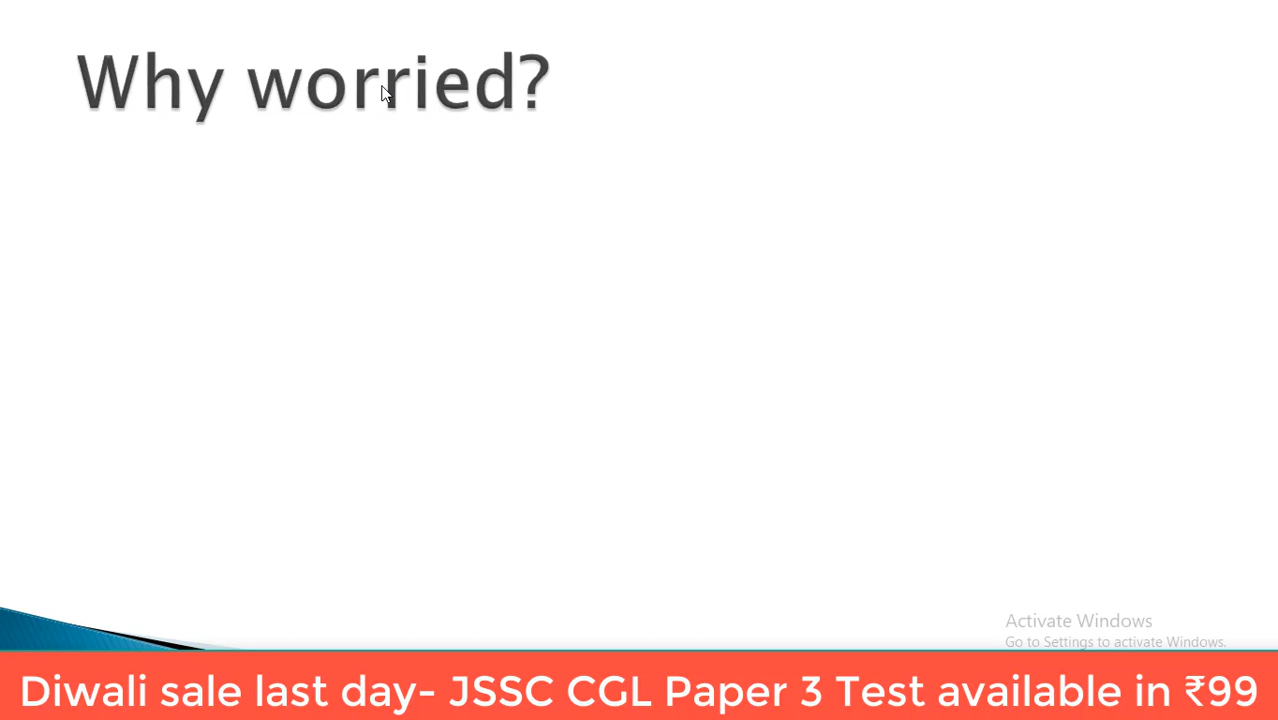 Why worried?
Activate Windows
Go to Settings to activate Windows.
Diwali sale last day- JSSC CGL Paper 3 Test available in ₹99